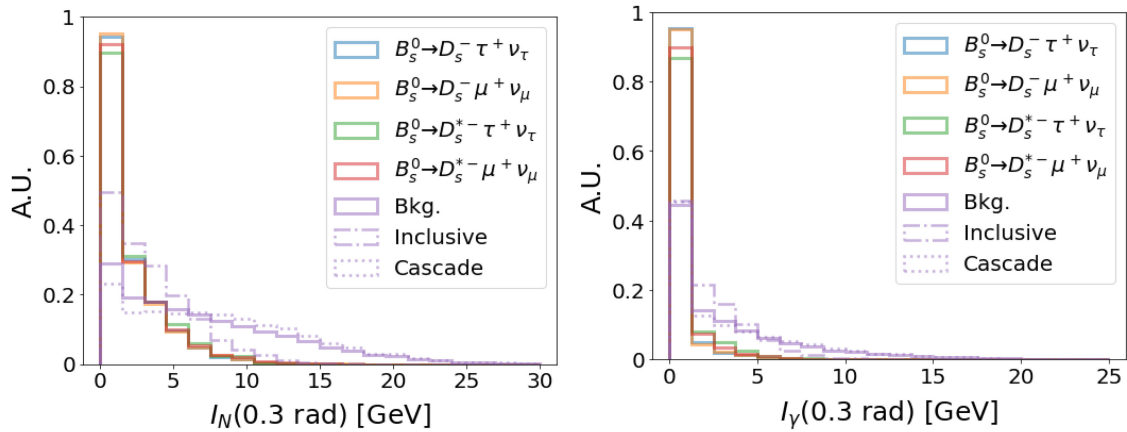 A.U.
1
0.8
0.6
0.4
0.2
0
0 5 10 15 20 25 30
I_N(0.3 rad) [GeV]
B_s^0→D_s^- τ^+ ν_τ
B_s^0→D_s^- μ^+ ν_μ
B_s^0→D_s^{*-} τ^+ ν_τ
B_s^0→D_s^{*-} μ^+ ν_μ
Bkg.
Inclusive
Cascade
A.U.
1
0.8
0.6
0.4
0.2
0
0 5 10 15 20 25
I_γ(0.3 rad) [GeV]
B_s^0→D_s^- τ^+ ν_τ
B_s^0→D_s^- μ^+ ν_μ
B_s^0→D_s^{*-} τ^+ ν_τ
B_s^0→D_s^{*-} μ^+ ν_μ
Bkg.
Inclusive
Cascade